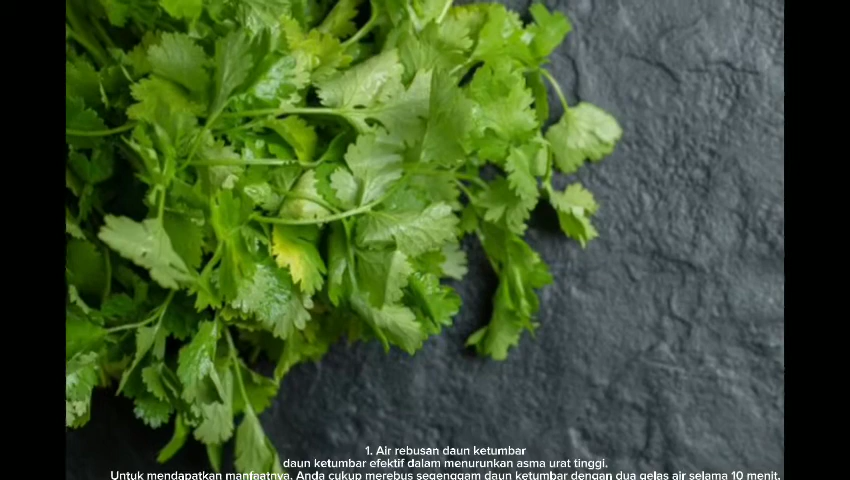 1. Air rebusan daun ketumbar
daun ketumbar efektif dalam menurunkan asma urat tinggi.
Untuk mendapatkan manfaatnya, Anda cukup merebus segenggam daun ketumbar dengan dua gelas air selama 10 menit.